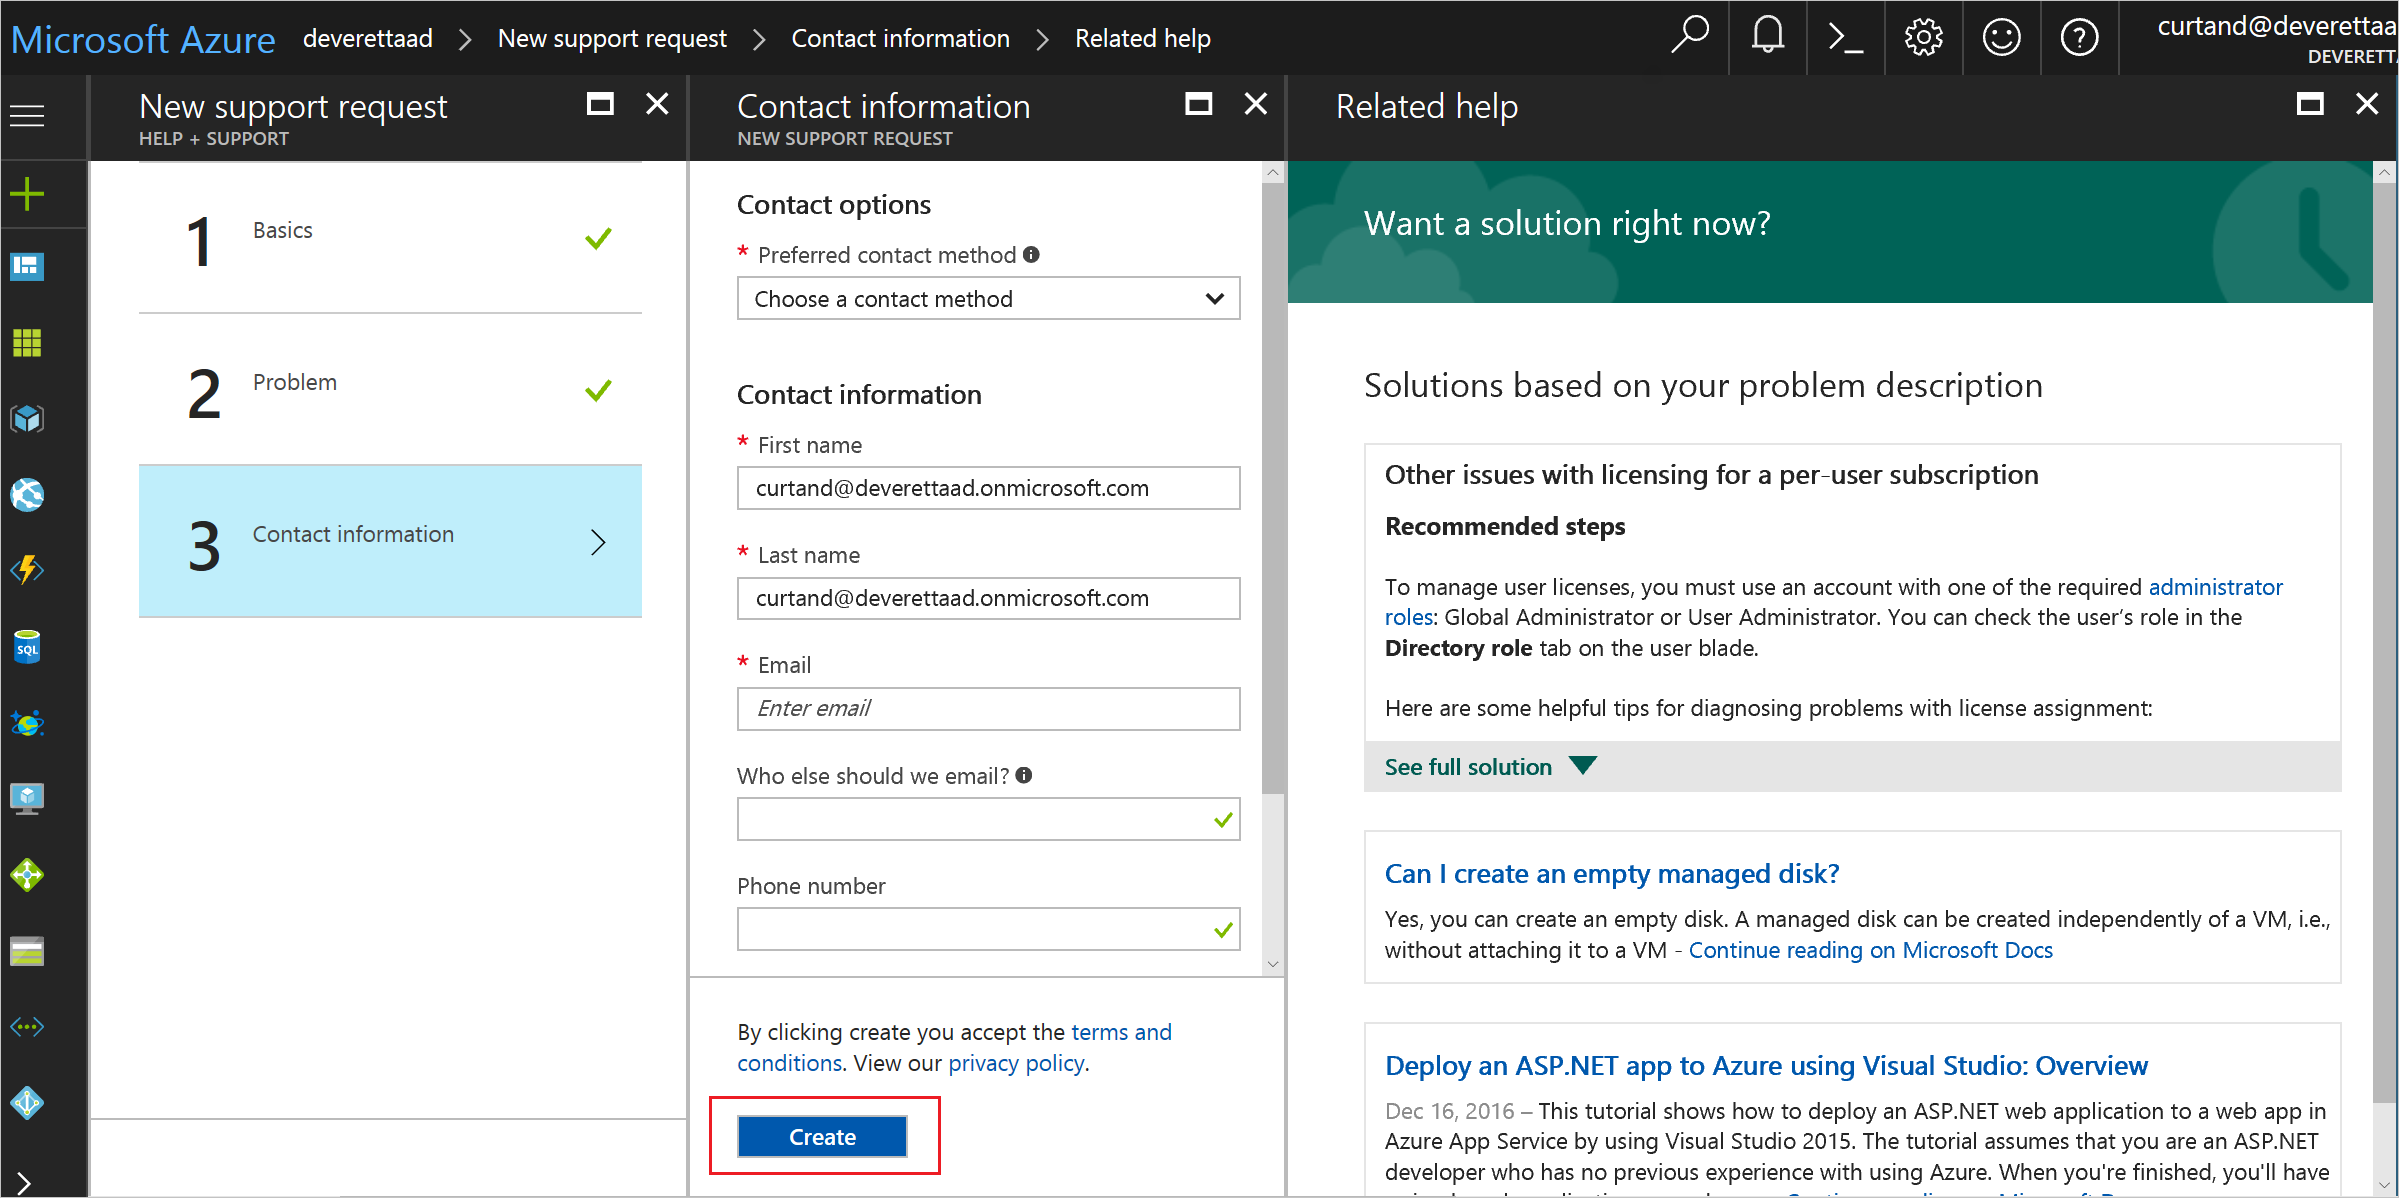 Microsoft Azure deverettaad > New support request > Contact information > Related help
curtand@deverettaa
DEVERETT
New support request
HELP + SUPPORT
1 Basics
2 Problem
3 Contact information
Contact information
NEW SUPPORT REQUEST
Contact options
* Preferred contact method
Choose a contact method
Contact information
* First name
curtand@deverettaad.onmicrosoft.com
* Last name
curtand@deverettaad.onmicrosoft.com
* Email
Enter email
Who else should we email?
Phone number
By clicking create you accept the terms and
conditions. View our privacy policy.
Create
Related help
Want a solution right now?
Solutions based on your problem description
Other issues with licensing for a per-user subscription
Recommended steps
To manage user licenses, you must use an account with one of the required administrator
roles: Global Administrator or User Administrator. You can check the user's role in the
Directory role tab on the user blade.
Here are some helpful tips for diagnosing problems with license assignment:
See full solution
Can I create an empty managed disk?
Yes, you can create an empty disk. A managed disk can be created independently of a VM, i.e.,
without attaching it to a VM - Continue reading on Microsoft Docs
Deploy an ASP.NET app to Azure using Visual Studio: Overview
Dec 16, 2016 – This tutorial shows how to deploy an ASP.NET web application to a web app in
Azure App Service by using Visual Studio 2015. The tutorial assumes that you are an ASP.NET
developer who has no previous experience with using Azure. When you're finished, you'll have
SQL